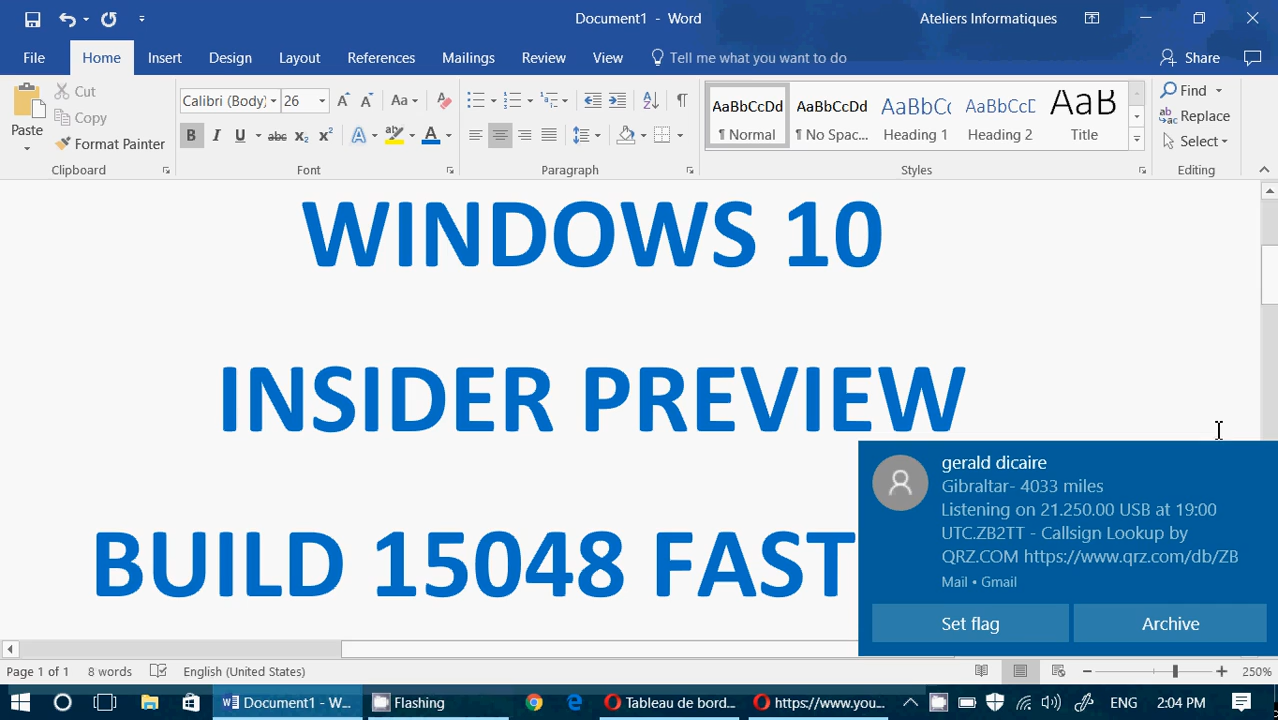 Document1 - Word
Ateliers Informatiques
File Home Insert Design Layout References Mailings Review View Tell me what you want to do Share
Paste
Cut
Copy
Format Painter
Calibri (Body) 26 Aa
B I U abc x₂ x² A A
AaBbCcDd AaBbCcDd AaBbCc AaBbCcD AaB
¶ Normal ¶ No Spac... Heading 1 Heading 2 Title
Find
Replace
Select
Clipboard Font Paragraph Styles Editing
WINDOWS 10
INSIDER PREVIEW
BUILD 15048 FAST
gerald dicaire
Gibraltar- 4033 miles
Listening on 21.250.00 USB at 19:00
UTC.ZB2TT - Callsign Lookup by
QRZ.COM https://www.qrz.com/db/ZB
Mail • Gmail
Set flag Archive
Page 1 of 1 8 words English (United States) 250%
Document1 - W... Flashing Tableau de bord... https://www.you... ENG 2:04 PM